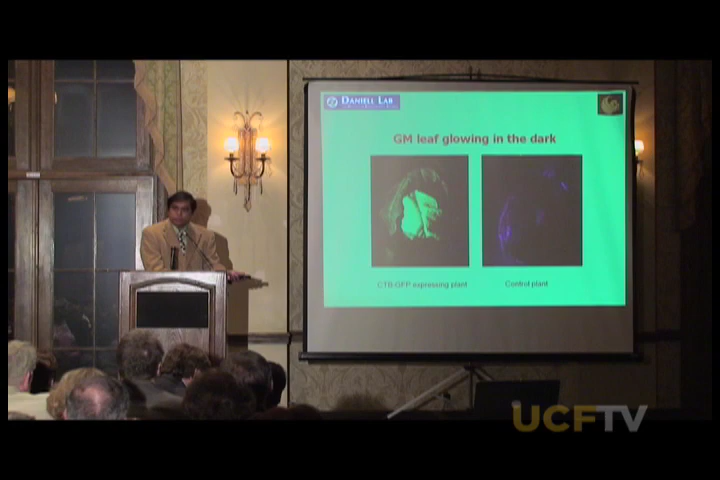 DANIELL LAB
GM leaf glowing in the dark
CTB-GFP expressing plant
Control plant
UCFTV